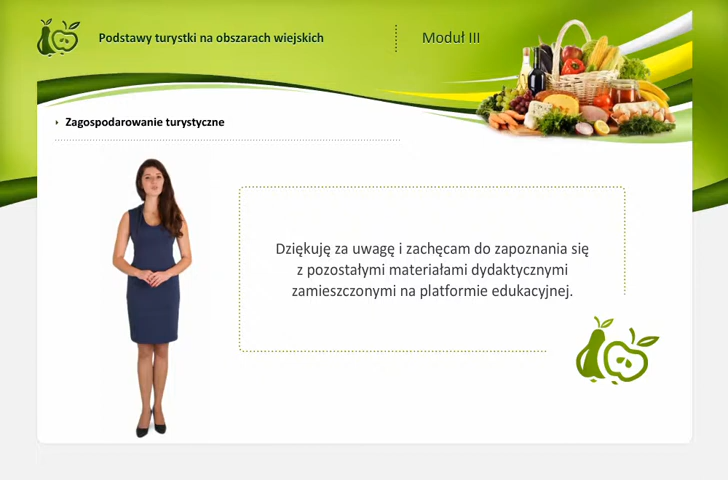 Podstawy turystki na obszarach wiejskich
Moduł III
Zagospodarowanie turystyczne
Dziękuję za uwagę i zachęcam do zapoznania się
z pozostałymi materiałami dydaktycznymi
zamieszczonymi na platformie edukacyjnej.